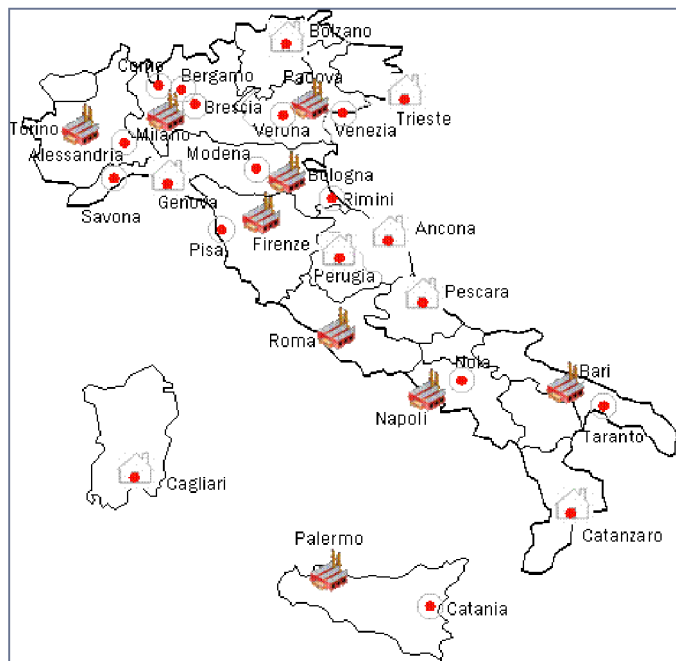 Bolzano
Como
Bergamo
Padova
Brescia
Trieste
Torino
Milano
Verona
Venezia
Alessandria
Modena
Bologna
Savona
Genova
Rimini
Pisa
Firenze
Ancona
Perugia
Pescara
Roma
Nola
Bari
Napoli
Taranto
Cagliari
Catanzaro
Palermo
Catania